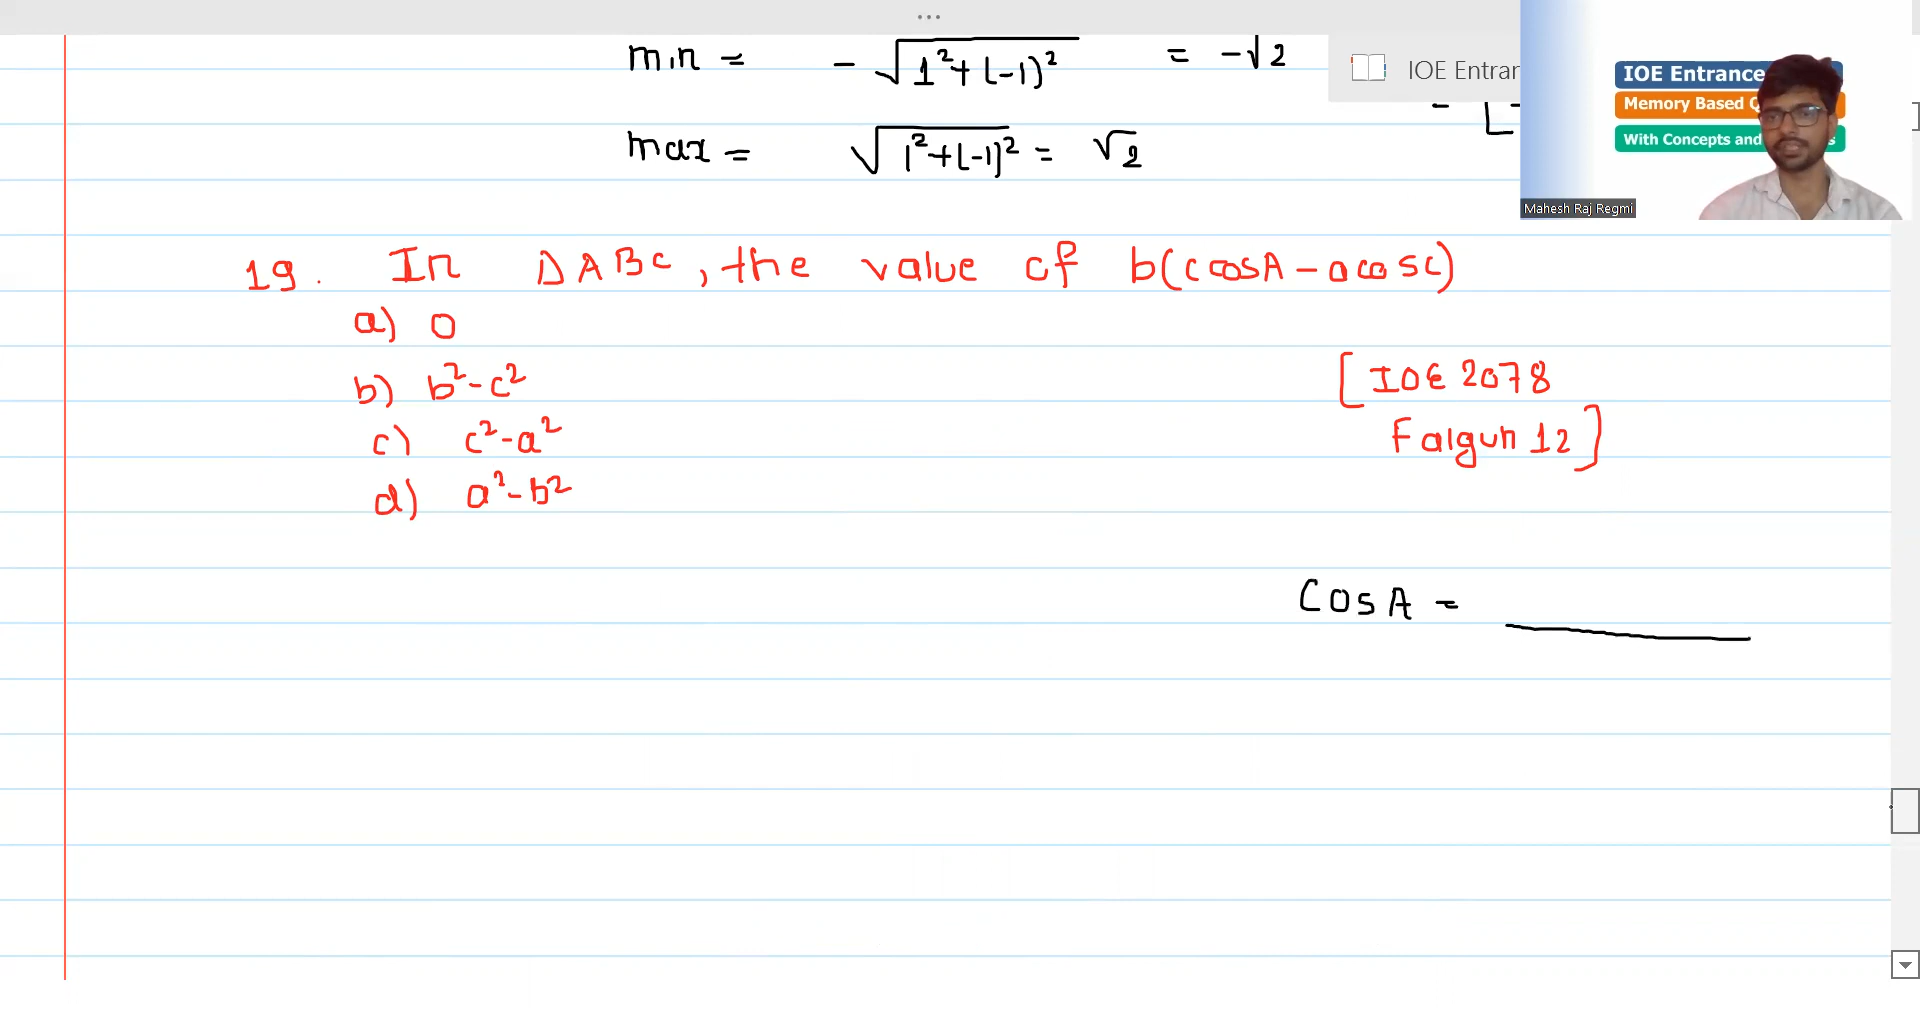 min = - √1²+(-1)² = -√2
IOE Entran
IOE Entrance
Memory Based Q
With Concepts and s
max = √1²+(-1)² = √2
Mahesh Raj Regmi
19. In ΔABC, the value of b(c cosA - a cosC)
a) 0
b) b²-c²
[IOE 2078
c) c²-a²
Falgun 12]
d) a²-b²
CosA =